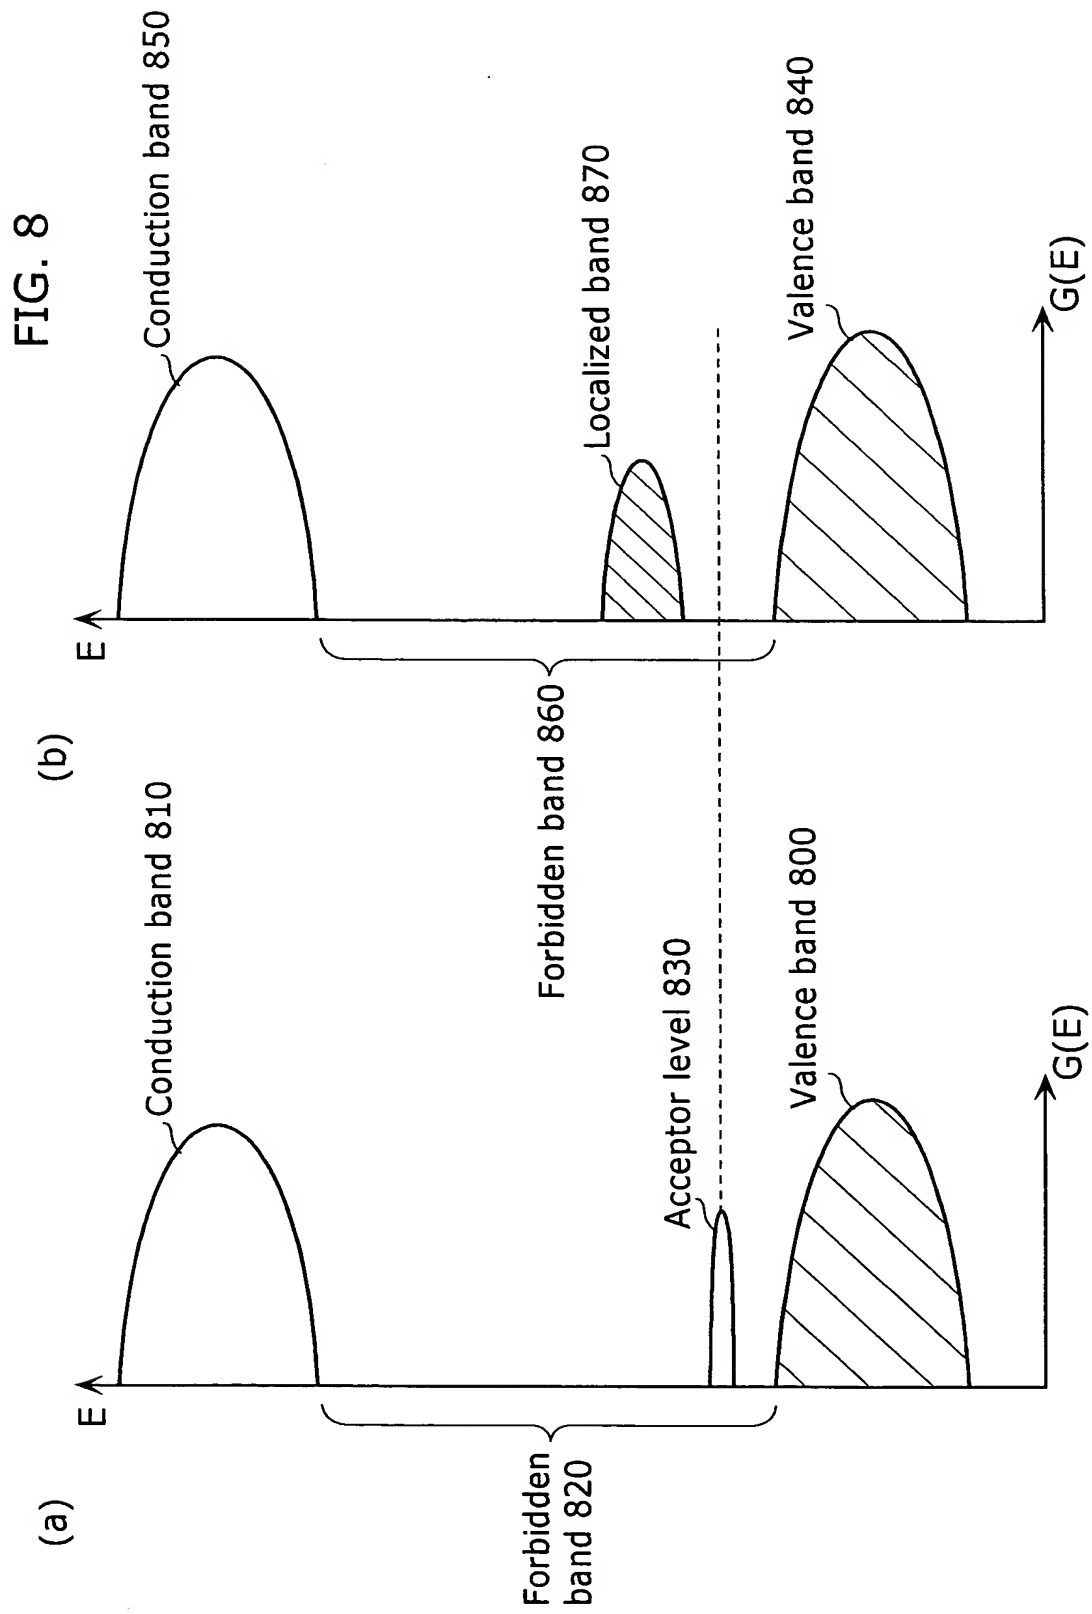 FIG. 8
(a)
E
Conduction band 810
Forbidden
band 820
Acceptor level 830
Valence band 800
G(E)
(b)
E
Conduction band 850
Forbidden band 860
Localized band 870
Valence band 840
G(E)